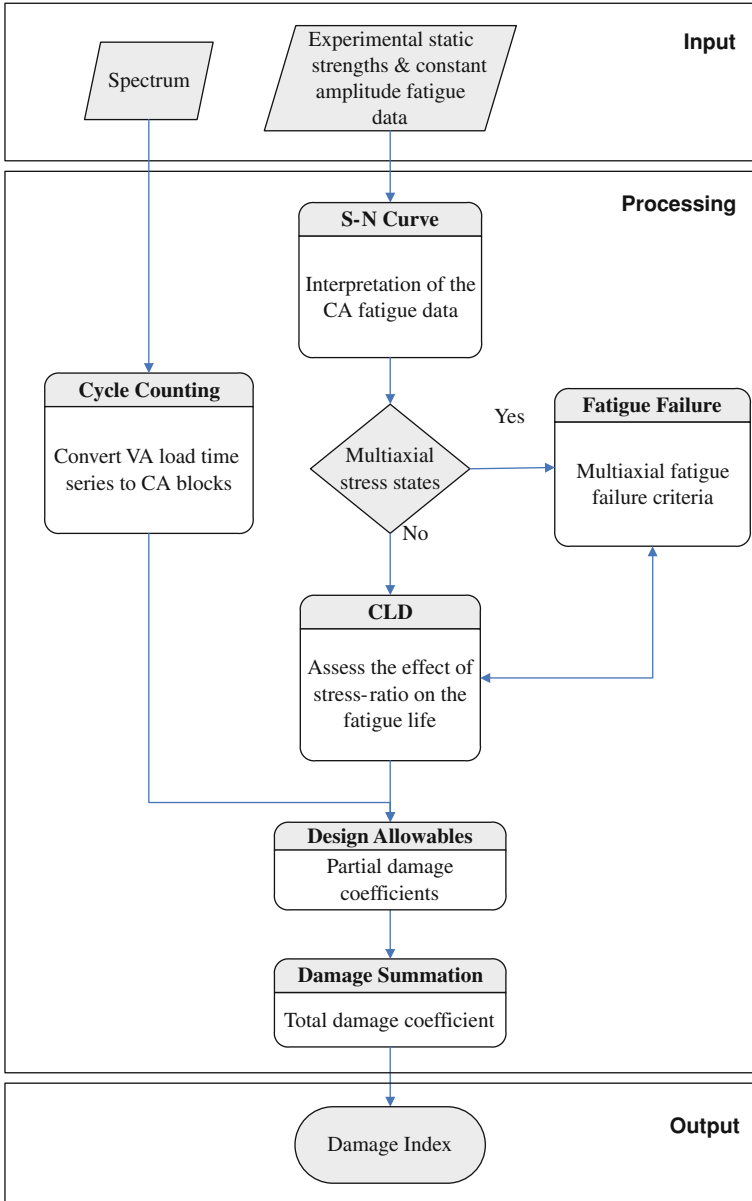 Input
Spectrum
Experimental static
strengths & constant
amplitude fatigue
data
Processing
S-N Curve
Interpretation of the
CA fatigue data
Cycle Counting
Convert VA load time
series to CA blocks
Multiaxial
stress states
Yes
No
Fatigue Failure
Multiaxial fatigue
failure criteria
CLD
Assess the effect of
stress-ratio on the
fatigue life
Design Allowables
Partial damage
coefficients
Damage Summation
Total damage coefficient
Output
Damage Index